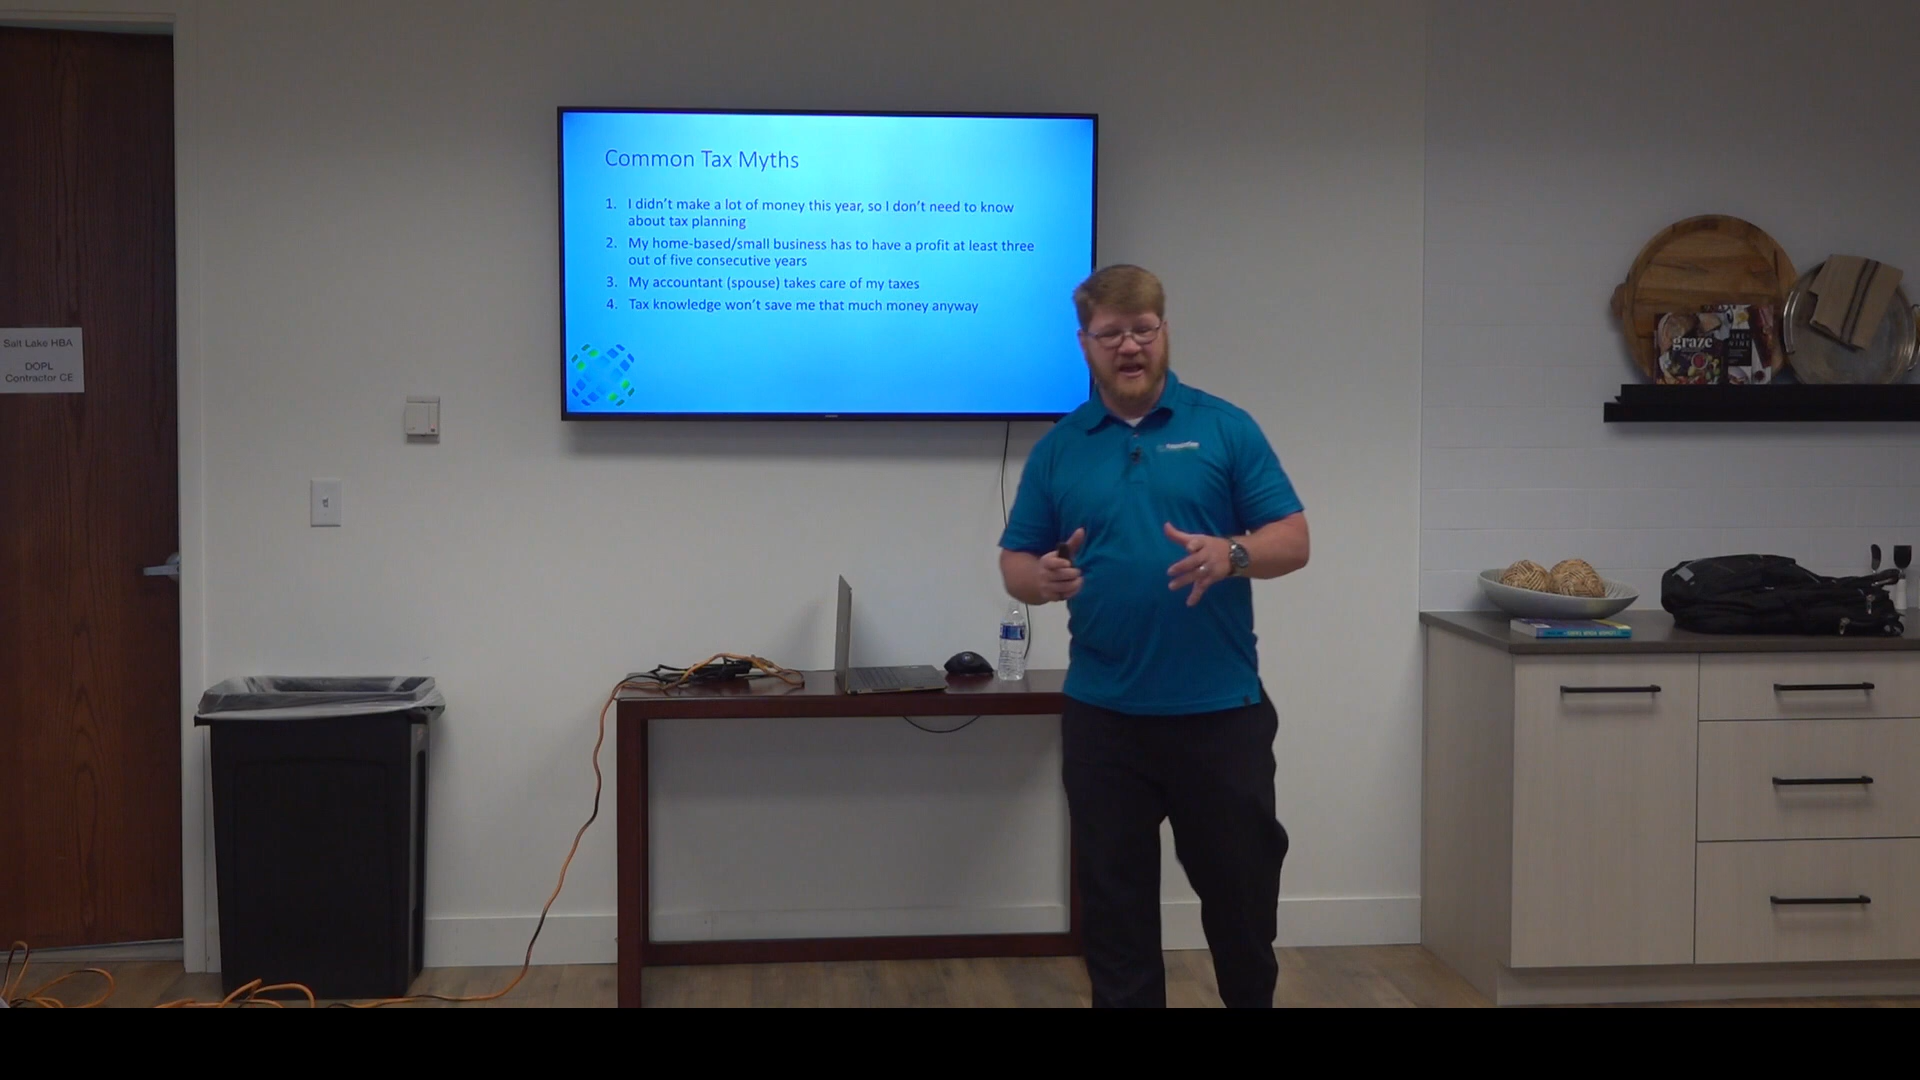 Common Tax Myths
1. I didn't make a lot of money this year, so I don't need to know
about tax planning
2. My home-based/small business has to have a profit at least three
out of five consecutive years
3. My accountant (spouse) takes care of my taxes
4. Tax knowledge won't save me that much money anyway
Salt Lake HBA
DOPL
Contractor CE
graze